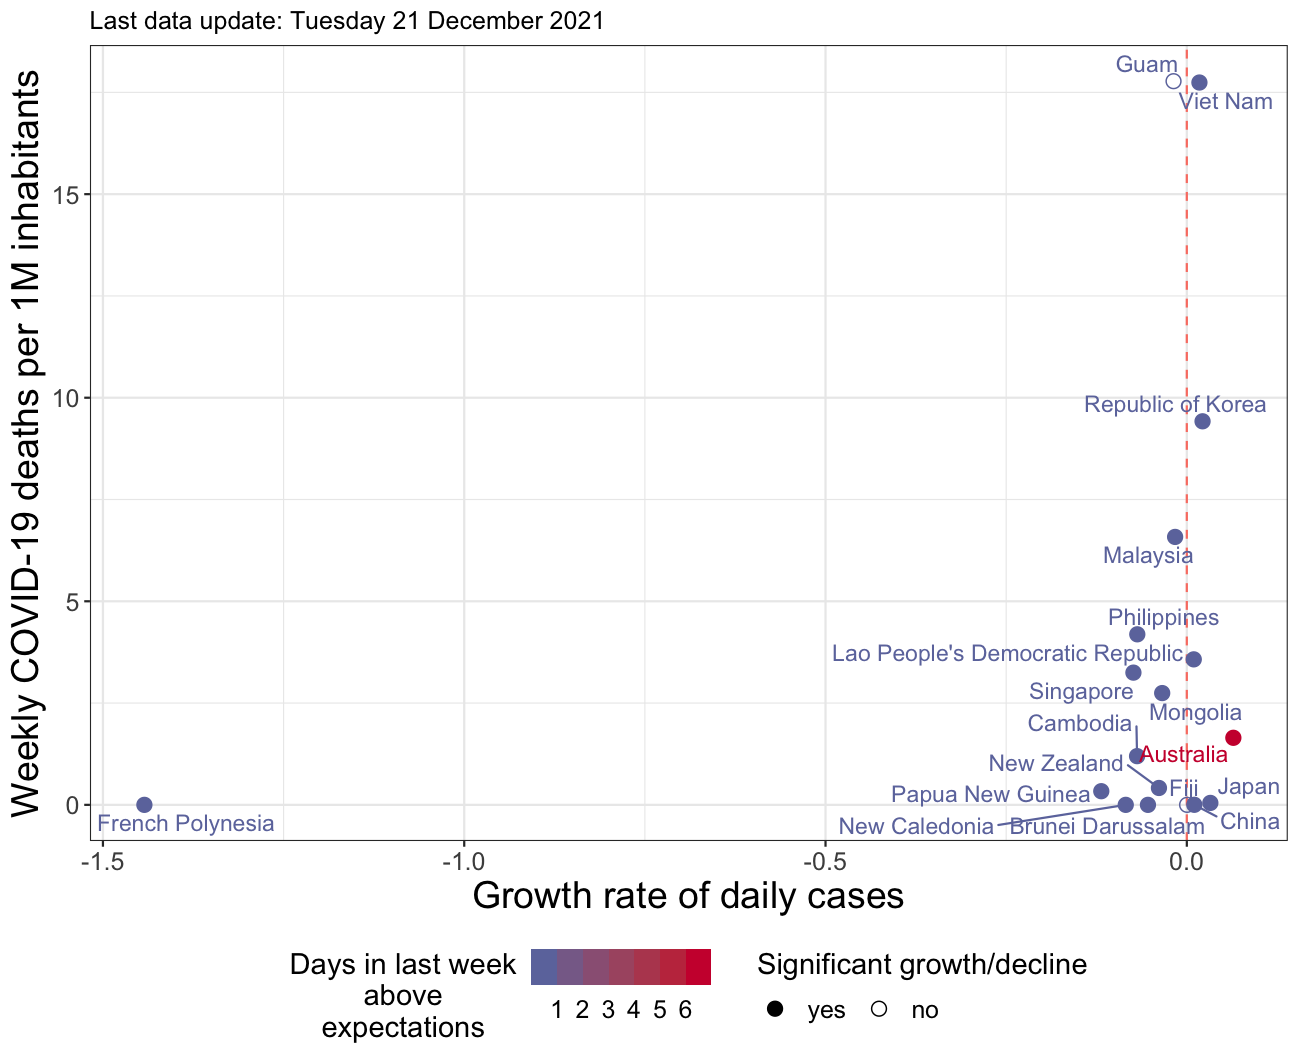 Last data update: Tuesday 21 December 2021
Weekly COVID-19 deaths per 1M inhabitants
Guam
Viet Nam
15
10
Republic of Korea
Malaysia
5
Philippines
Lao People's Democratic Republic
Singapore
Mongolia
Cambodia
Australia
New Zealand
Fiji
Japan
Papua New Guinea
0
French Polynesia
New Caledonia
Brunei Darussalam
China
-1.5
-1.0
-0.5
0.0
Growth rate of daily cases
Days in last week
above
expectations
1 2 3 4 5 6
Significant growth/decline
yes
no